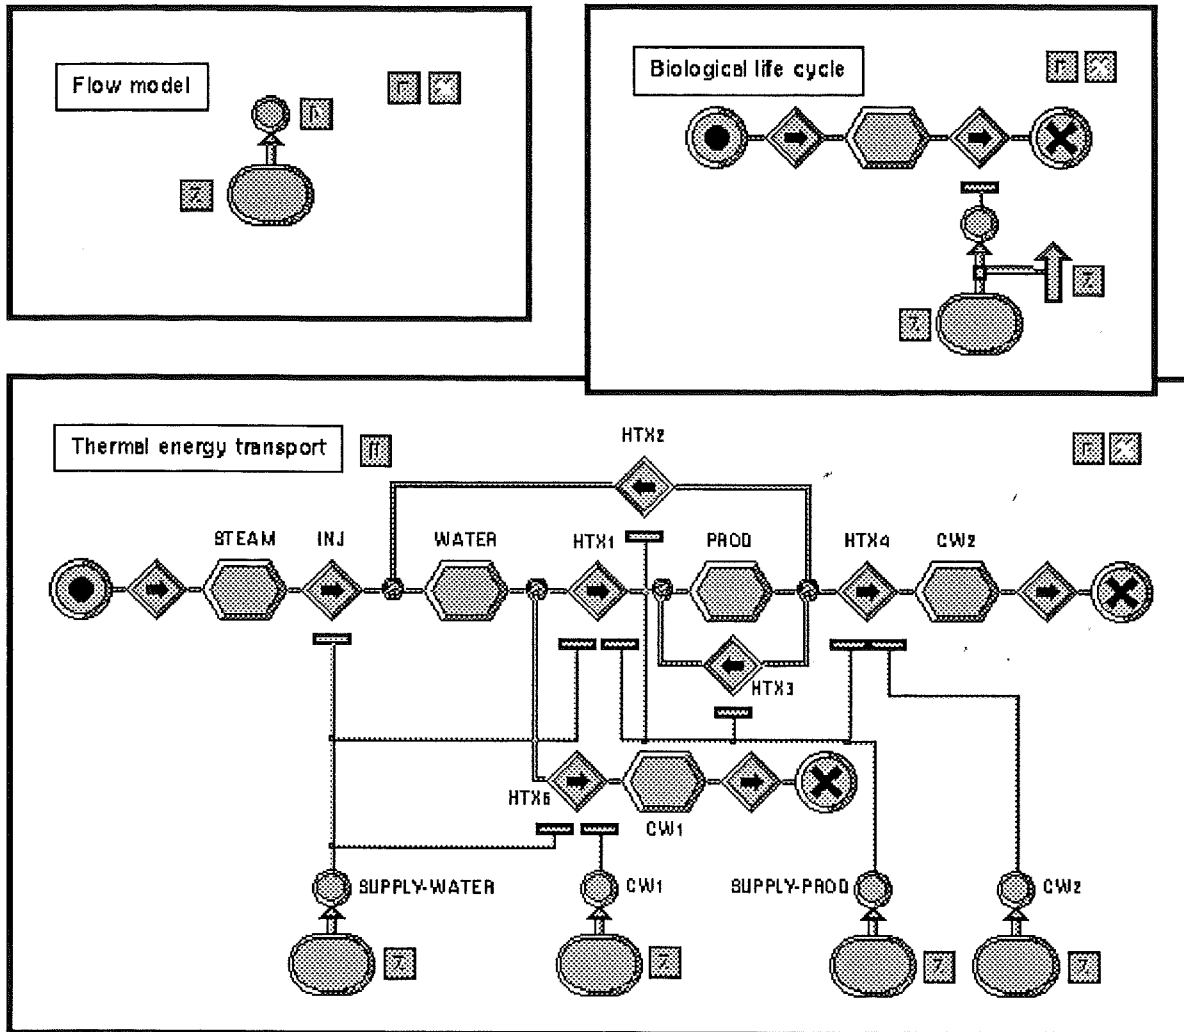 Flow model
Biological life cycle
Thermal energy transport
HTX2
STEAM
INJ
WATER
HTX1
PROD
HTX4
CW2
HTX3
HTX5
CW1
SUPPLY-WATER
CW1
SUPPLY-PROD
CW2